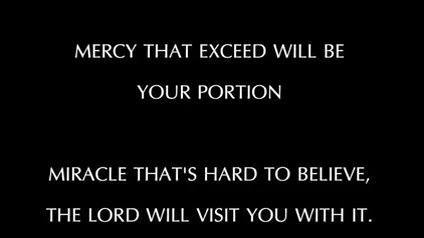 MERCY THAT EXCEED WILL BE
YOUR PORTION
MIRACLE THAT'S HARD TO BELIEVE,
THE LORD WILL VISIT YOU WITH IT.